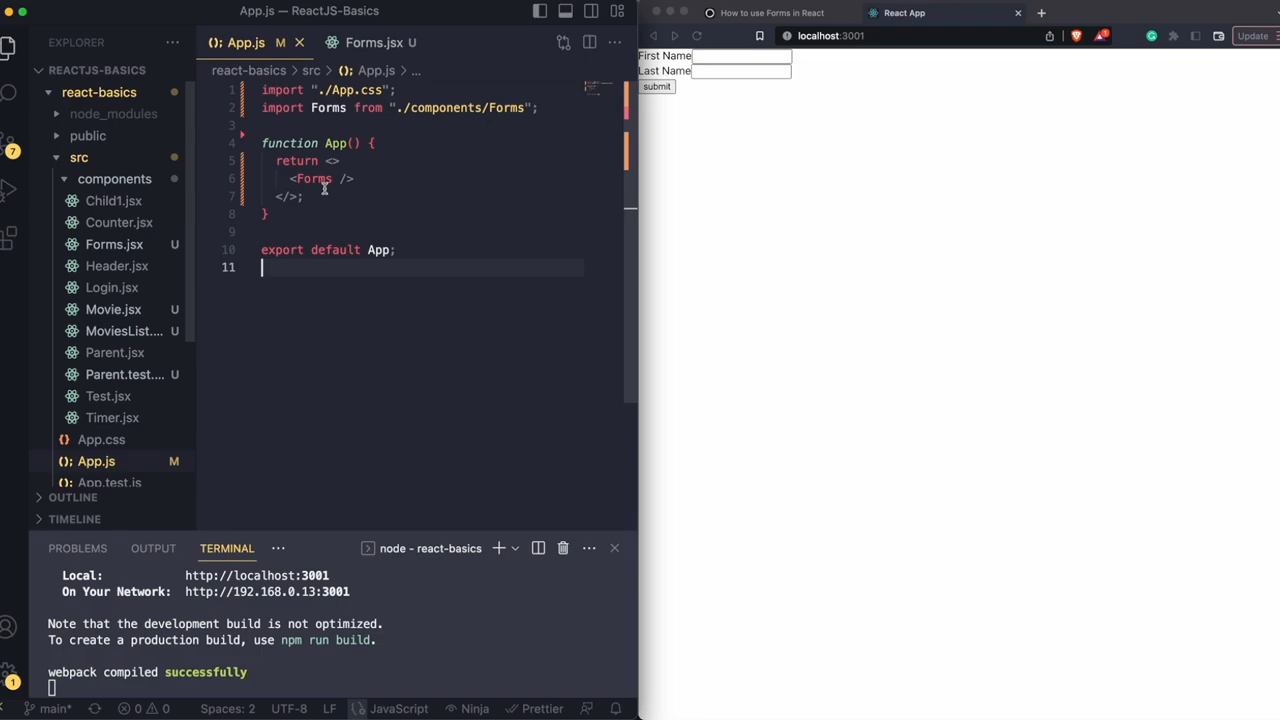 App.js — ReactJS-Basics
EXPLORER
REACTJS-BASICS
react-basics
node_modules
public
src
components
Child1.jsx
Counter.jsx
Forms.jsx U
Header.jsx
Login.jsx
Movie.jsx U
MoviesList.... U
Parent.jsx
Parent.test.... U
Test.jsx
Timer.jsx
App.css
App.js M
App.test.js
OUTLINE
TIMELINE
7
1
App.js M
Forms.jsx U
react-basics > src > App.js > ...
1 import "./App.css";
2 import Forms from "./components/Forms";
3
4 function App() {
5 return <>
6 <Forms />
7 </>;
8 }
9
10 export default App;
11
PROBLEMS OUTPUT TERMINAL
node - react-basics
Local: http://localhost:3001
On Your Network: http://192.168.0.13:3001
Note that the development build is not optimized.
To create a production build, use npm run build.
webpack compiled successfully
main* 0 0 Spaces: 2 UTF-8 LF JavaScript Ninja Prettier
How to use Forms in React
React App
localhost:3001
1
Update
First Name
Last Name
submit